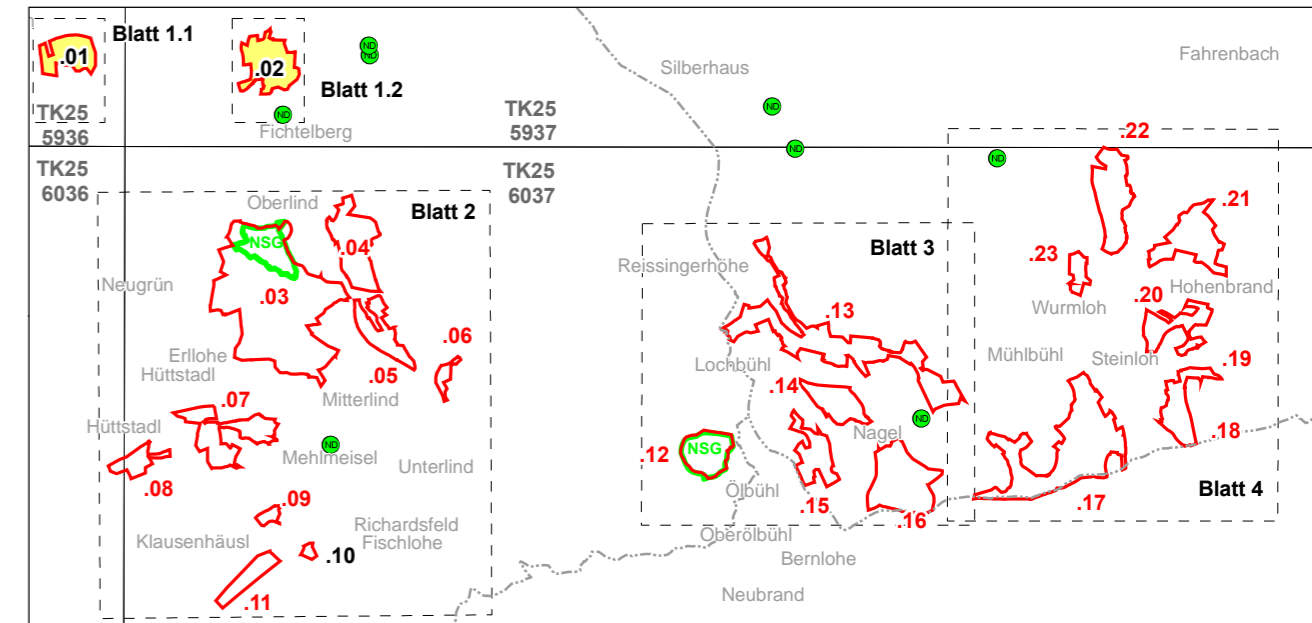 .01
Blatt 1.1
.02
Blatt 1.2
ND
ND
ND
Fichtelberg
TK25
5936
TK25
5937
Silberhaus
Fahrenbach
ND
ND
ND
TK25
6036
TK25
6037
Blatt 2
Oberlind
NSG
.04
.03
Neugrün
.06
.05
Erllohe
Hüttstadl
Mitterlind
.07
Hüttstadl
ND
Mehlmeisel
Unterlind
.08
.09
Richardsfeld
Fischlohe
Klausenhäusl
.10
.11
Blatt 3
Reissingerhöhe
.13
Lochbühl
.14
ND
Nagel
.12
NSG
Ölbühl
.15
.16
Oberölbühl
Bernlohe
Neubrand
.22
.21
.23
Hohenbrand
.20
Wurmloh
Mühlbühl
Steinloh
.19
.18
.17
Blatt 4